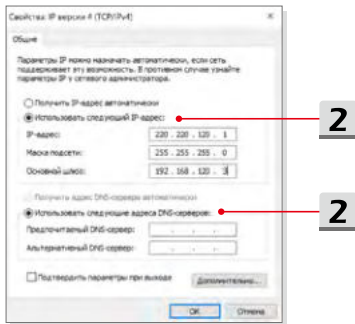 Свойства: IP версии 4 (TCP/IPv4)
×
Общие
Параметры IP можно назначать автоматически, если сеть
поддерживает эту возможность. В противном случае узнайте
параметры IP у сетевого администратора.
Получить IP-адрес автоматически
Использовать следующий IP-адрес:
2
IP-адрес:
220 . 220 . 120 . 1
Маска подсети:
255 . 255 . 255 . 0
Основной шлюз:
192 . 168 . 120 . 3
Получить адрес DNS-сервера автоматически
Использовать следующие адреса DNS-серверов:
2
Предпочитаемый DNS-сервер:
. . .
Альтернативный DNS-сервер:
. . .
Подтвердить параметры при выходе
Дополнительно...
OK
Отмена